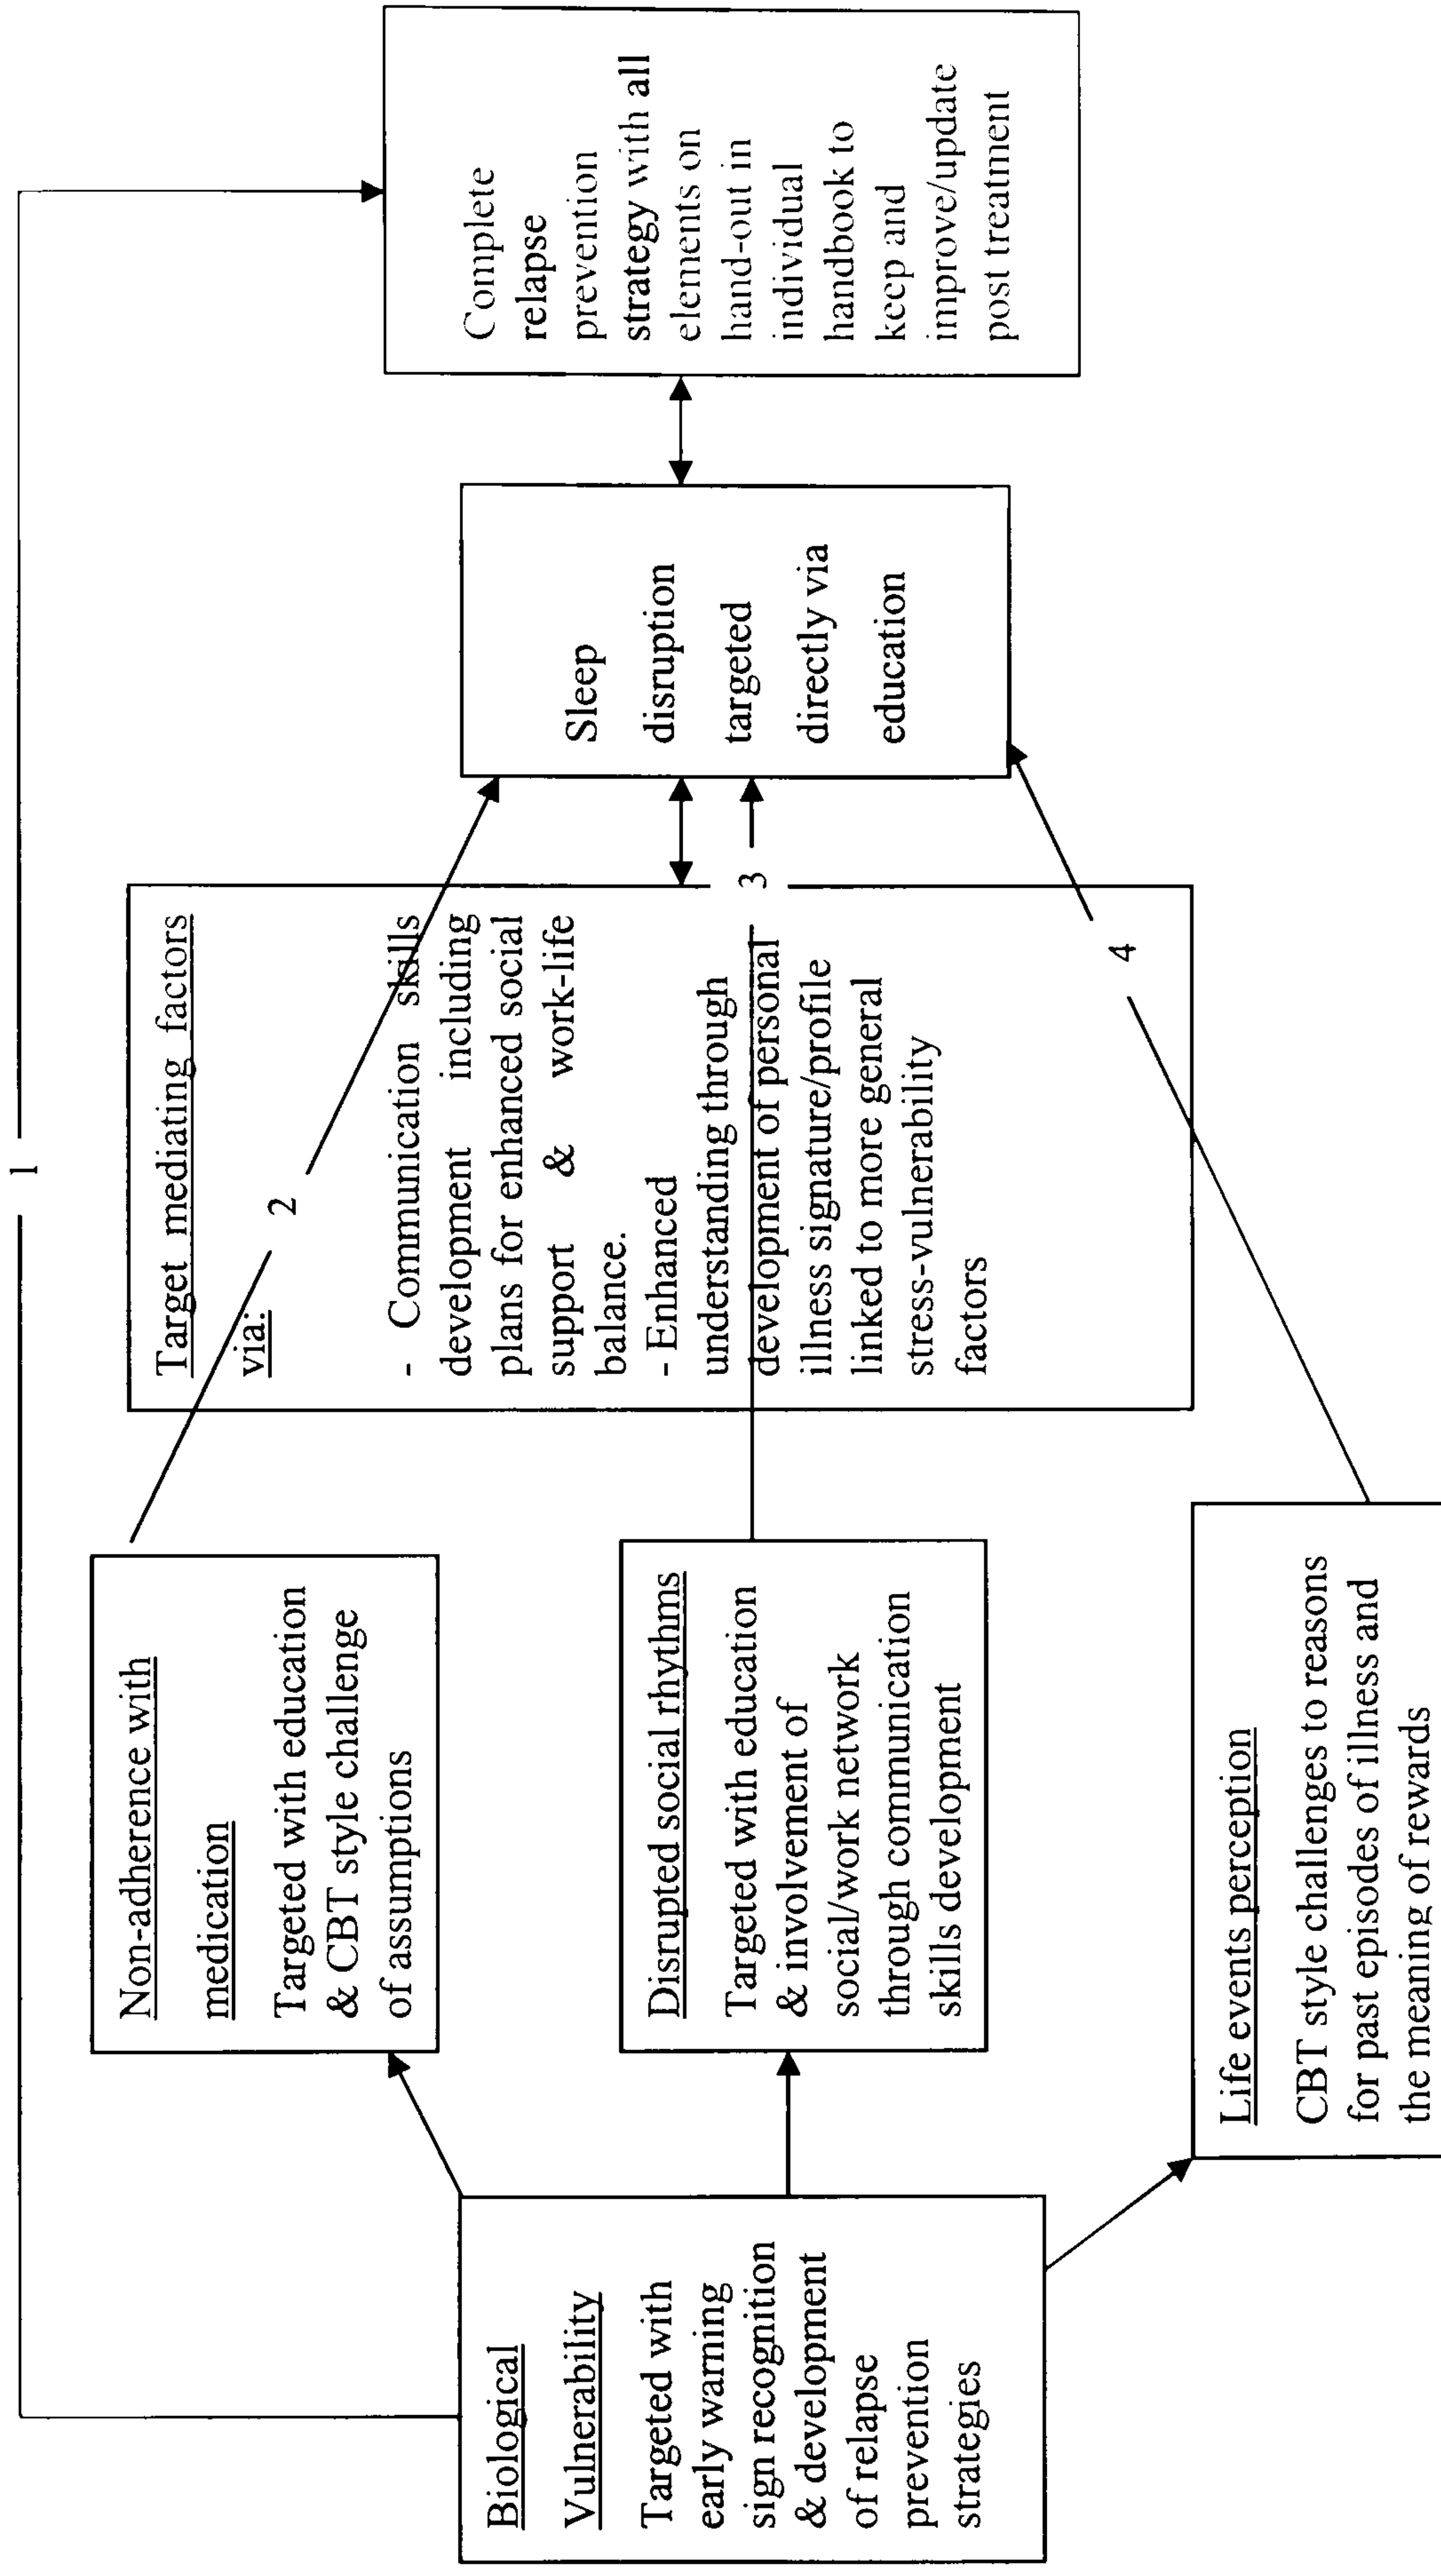 1
Biological
Vulnerability
Targeted with
early warning
sign recognition
& development
of relapse
prevention
strategies
Non-adherence with
medication
Targeted with education
& CBT style challenge
of assumptions
Disrupted social rhythms
Targeted with education
& involvement of
social/work network
through communication
skills development
Life events perception
CBT style challenges to reasons
for past episodes of illness and
the meaning of rewards
2
3
4
Target mediating factors
via:
- Communication skills
development including
plans for enhanced social
support & work-life
balance.
- Enhanced
understanding through
development of personal
illness signature/profile
linked to more general
stress-vulnerability
factors
Sleep
disruption
targeted
directly via
education
Complete
relapse
prevention
strategy with all
elements on
hand-out in
individual
handbook to
keep and
improve/update
post treatment